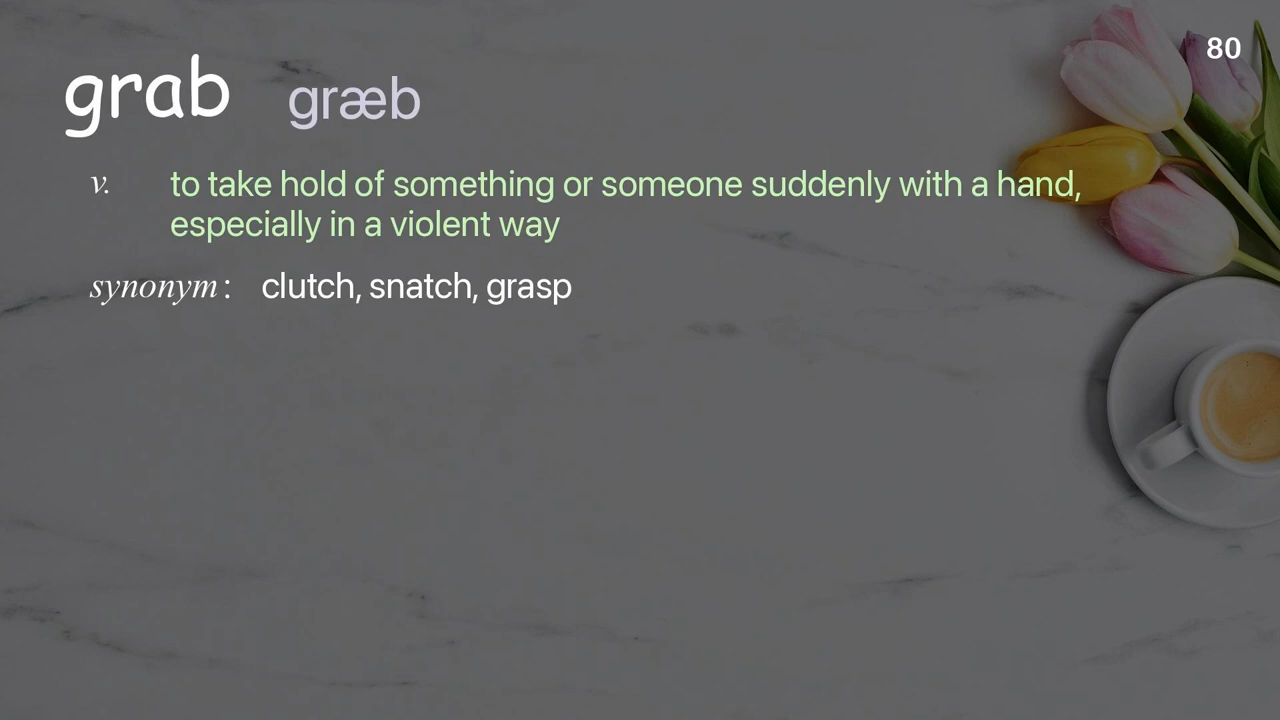 80
grab græb
v. to take hold of something or someone suddenly with a hand,
especially in a violent way
synonym: clutch, snatch, grasp